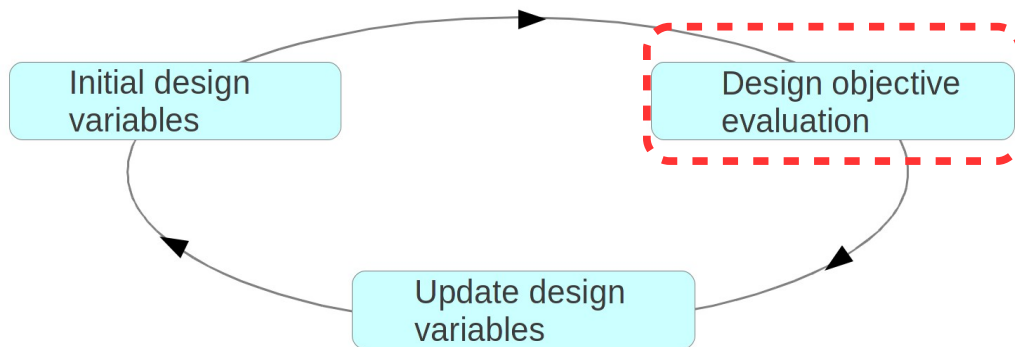 Initial design
variables
Design objective
evaluation
Update design
variables